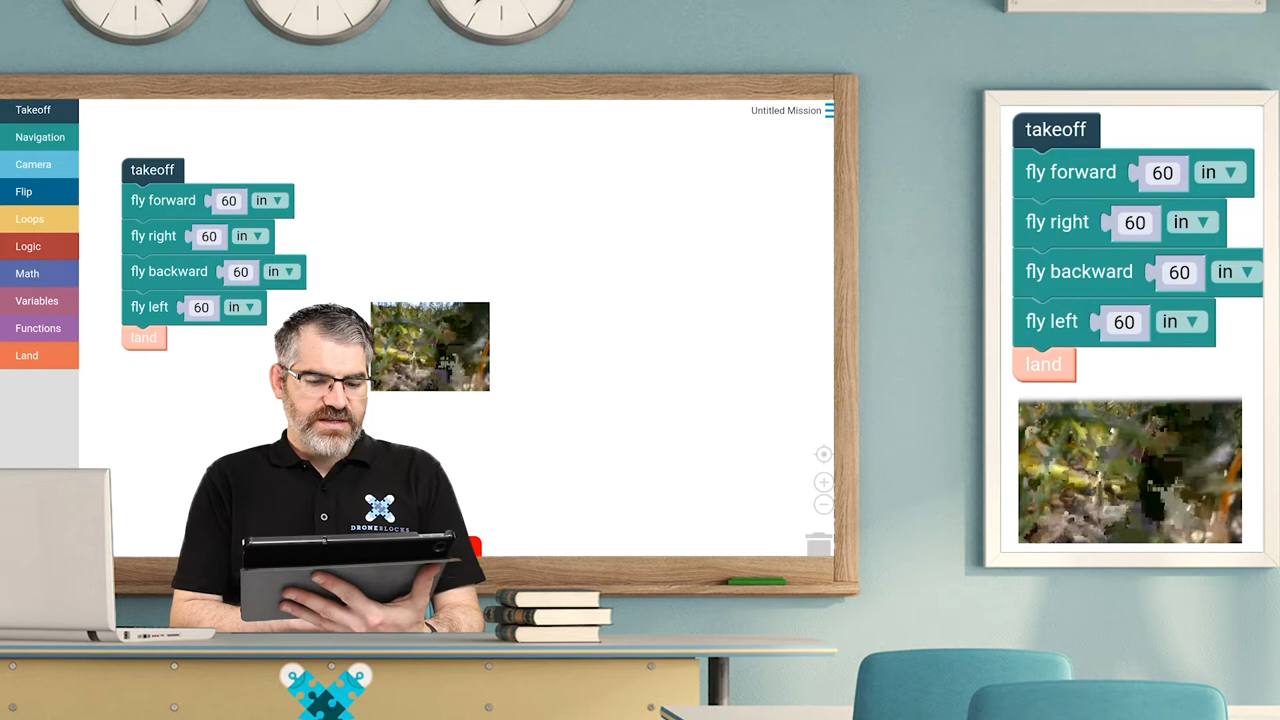 Takeoff
Navigation
Camera
Flip
Loops
Logic
Math
Variables
Functions
Land
Untitled Mission
takeoff
fly forward 60 in
fly right 60 in
fly backward 60 in
fly left 60 in
land
DRONEBLOCKS
takeoff
fly forward 60 in
fly right 60 in
fly backward 60 in
fly left 60 in
land